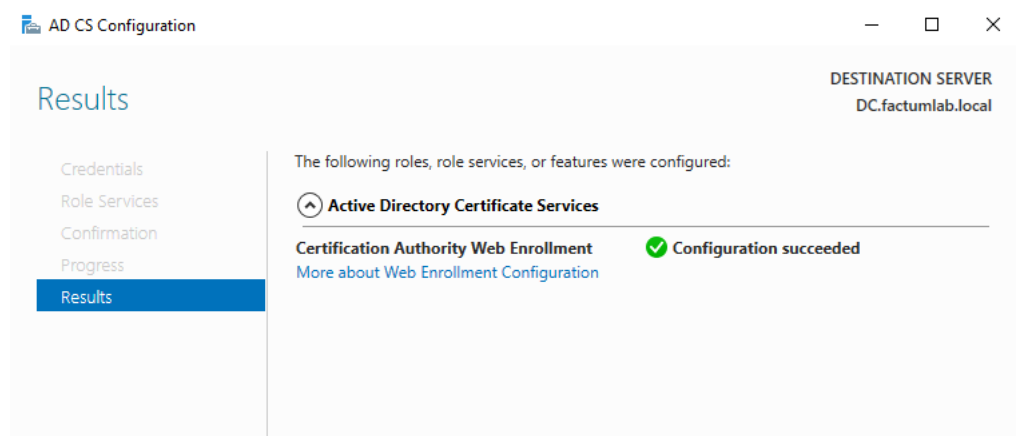 AD CS Configuration
DESTINATION SERVER
DC.factumlab.local
Results
Credentials
Role Services
Confirmation
Progress
Results
The following roles, role services, or features were configured:
Active Directory Certificate Services
Certification Authority Web Enrollment Configuration succeeded
More about Web Enrollment Configuration